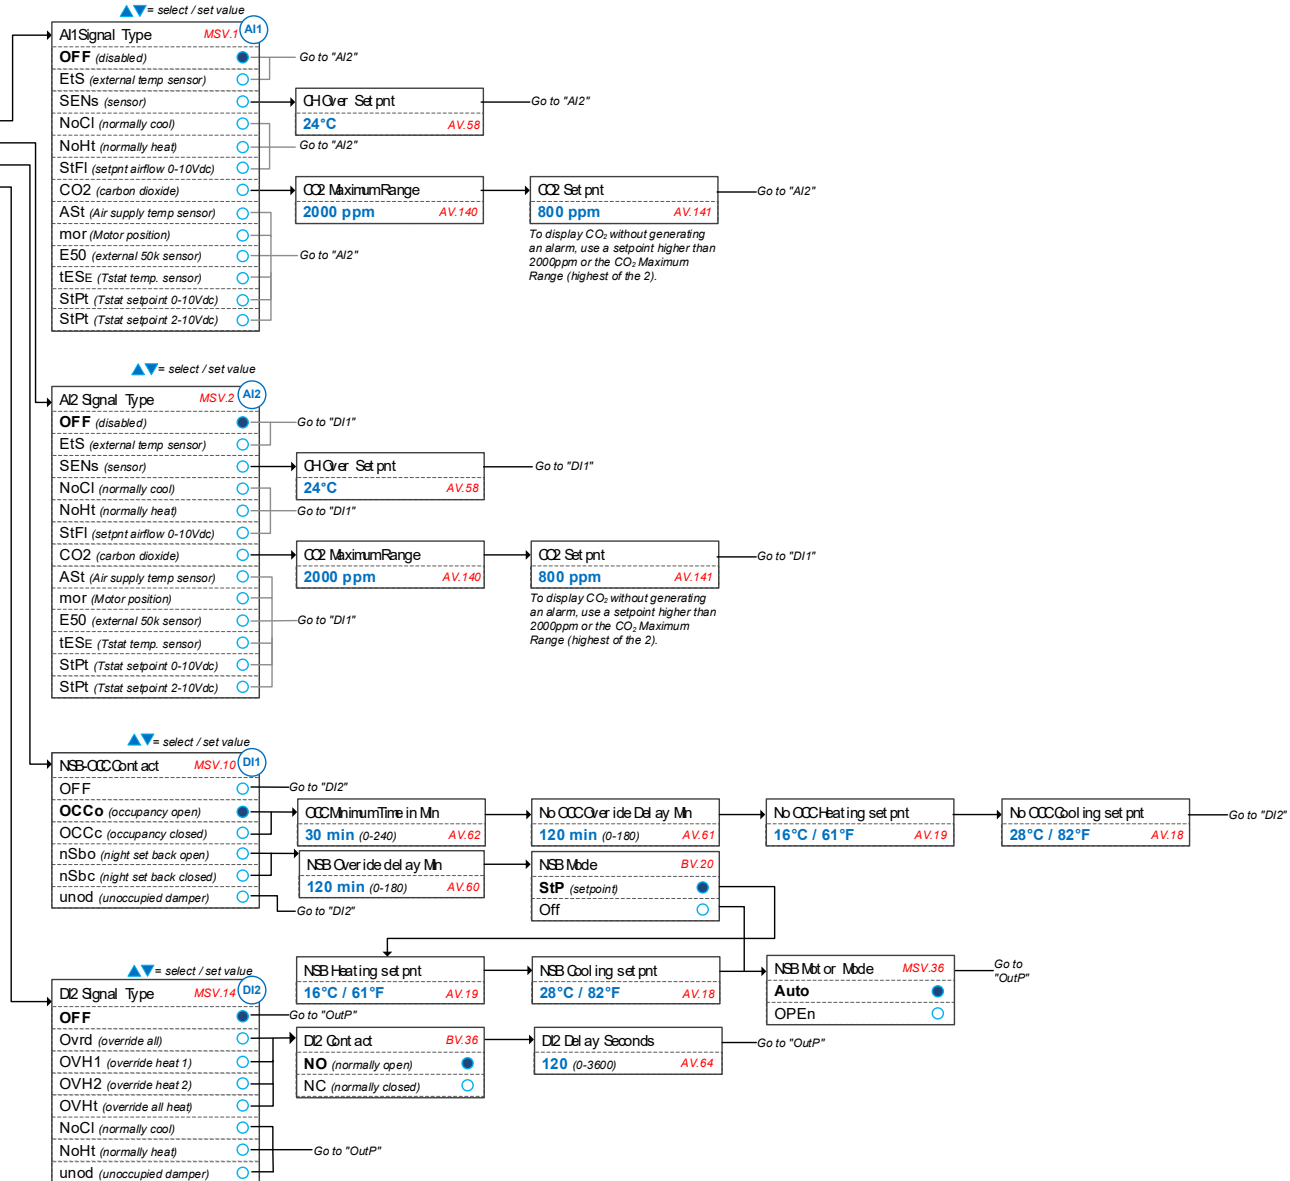 ▲▼= select / set value
AI1 Signal Type MSV.1 AI1
OFF (disabled)
Go to "AI2"
EtS (external temp sensor)
SENs (sensor)
CH Over Setpnt
Go to "AI2"
24°C AV.58
NoCl (normally cool)
NoHt (normally heat)
Go to "AI2"
StFl (setpnt airflow 0-10Vdc)
CO2 (carbon dioxide)
CO2 Maximum Range
2000 ppm AV.140
CO2 Setpnt
800 ppm AV.141
Go to "AI2"
To display CO₂ without generating
an alarm, use a setpoint higher than
2000ppm or the CO₂ Maximum
Range (highest of the 2).
ASt (Air supply temp sensor)
mor (Motor position)
E50 (external 50k sensor)
Go to "AI2"
tESE (Tstat temp. sensor)
StPt (Tstat setpoint 0-10Vdc)
StPt (Tstat setpoint 2-10Vdc)
▲▼= select / set value
AI2 Signal Type MSV.2 AI2
OFF (disabled)
Go to "DI1"
EtS (external temp sensor)
SENs (sensor)
CH Over Setpnt
Go to "DI1"
24°C AV.58
NoCl (normally cool)
NoHt (normally heat)
Go to "DI1"
StFl (setpnt airflow 0-10Vdc)
CO2 (carbon dioxide)
CO2 Maximum Range
2000 ppm AV.140
CO2 Setpnt
800 ppm AV.141
Go to "DI1"
To display CO₂ without generating
an alarm, use a setpoint higher than
2000ppm or the CO₂ Maximum
Range (highest of the 2).
ASt (Air supply temp sensor)
mor (Motor position)
E50 (external 50k sensor)
Go to "DI1"
tESE (Tstat temp. sensor)
StPt (Tstat setpoint 0-10Vdc)
StPt (Tstat setpoint 2-10Vdc)
▲▼= select / set value
NSB-OCC Contact MSV.10 DI1
OFF
Go to "DI2"
OCCo (occupancy open)
OCCc (occupancy closed)
OCC Minimum Time in Min
30 min (0-240) AV.62
No OCC Overide Delay Min
120 min (0-180) AV.61
No OCC Heating setpnt
16°C / 61°F AV.19
No OCC Cooling setpnt
28°C / 82°F AV.18
Go to "DI2"
nSbo (night set back open)
nSbc (night set back closed)
NSB Overide delay Min
120 min (0-180) AV.60
NSB Mode BV.20
StP (setpoint)
Off
unod (unoccupied damper)
Go to "DI2"
NSB Heating setpnt
16°C / 61°F AV.19
NSB Cooling setpnt
28°C / 82°F AV.18
NSB Motor Mode MSV.36
Auto
OPEn
Go to
"OutP"
▲▼= select / set value
DI2 Signal Type MSV.14 DI2
OFF
Go to "OutP"
Ovrd (override all)
OVH1 (override heat 1)
OVH2 (override heat 2)
OVHt (override all heat)
DI2 Contact BV.36
NO (normally open)
NC (normally closed)
DI2 Delay Seconds
120 (0-3600) AV.64
Go to "OutP"
NoCl (normally cool)
NoHt (normally heat)
Go to "OutP"
unod (unoccupied damper)